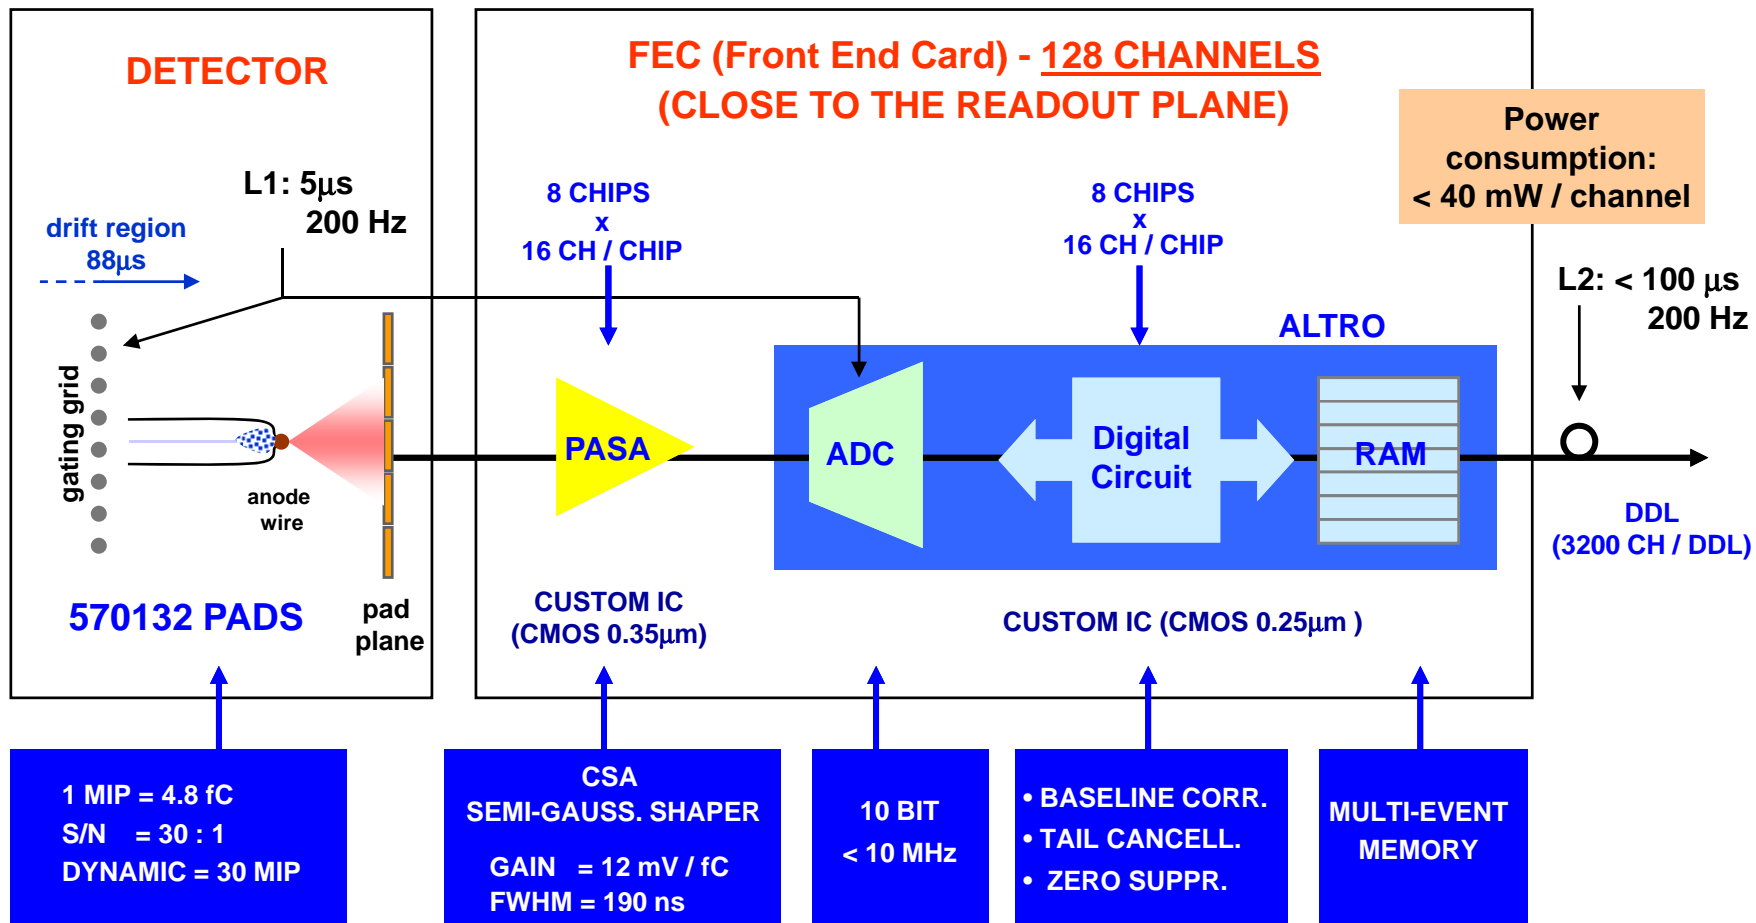 DETECTOR
L1: 5μs
200 Hz
drift region
88μs
gating grid
anode
wire
570132 PADS
pad
plane
FEC (Front End Card) - 128 CHANNELS
(CLOSE TO THE READOUT PLANE)
Power
consumption:
< 40 mW / channel
8 CHIPS
x
16 CH / CHIP
8 CHIPS
x
16 CH / CHIP
L2: < 100 μs
200 Hz
ALTRO
PASA
ADC
Digital
Circuit
RAM
DDL
(3200 CH / DDL)
CUSTOM IC
(CMOS 0.35μm)
CUSTOM IC (CMOS 0.25μm )
1 MIP = 4.8 fC
S/N = 30 : 1
DYNAMIC = 30 MIP
CSA
SEMI-GAUSS. SHAPER
GAIN = 12 mV / fC
FWHM = 190 ns
10 BIT
< 10 MHz
• BASELINE CORR.
• TAIL CANCELL.
• ZERO SUPPR.
MULTI-EVENT
MEMORY